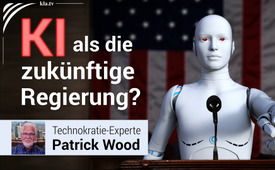 kla.tv
KI als die
zukünftige
Regierung?
Technokratie-Experte
Patrick Wood